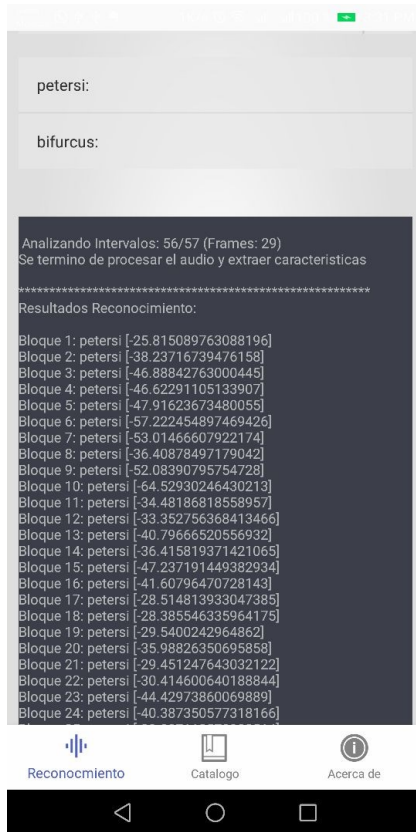 petersi:
bifurcus:
Analizando Intervalos: 56/57 (Frames: 29)
Se termino de procesar el audio y extraer caracteristicas
*********************************************************
Resultados Reconocimiento:
Bloque 1: petersi [-25.815089763088196]
Bloque 2: petersi [-38.23716739476158]
Bloque 3: petersi [-46.88842763000445]
Bloque 4: petersi [-46.62291105133907]
Bloque 5: petersi [-47.91623673480055]
Bloque 6: petersi [-57.222454897469426]
Bloque 7: petersi [-53.01466607922174]
Bloque 8: petersi [-36.40878497179042]
Bloque 9: petersi [-52.08390795754728]
Bloque 10: petersi [-64.52930246430213]
Bloque 11: petersi [-34.48186818558957]
Bloque 12: petersi [-33.352756368413466]
Bloque 13: petersi [-40.79666520556932]
Bloque 14: petersi [-36.415819371421065]
Bloque 15: petersi [-47.237191449382934]
Bloque 16: petersi [-41.60796470728143]
Bloque 17: petersi [-28.514813933047385]
Bloque 18: petersi [-28.385546335964175]
Bloque 19: petersi [-29.5400242964862]
Bloque 20: petersi [-35.98826350695858]
Bloque 21: petersi [-29.451247643032122]
Bloque 22: petersi [-30.414600640188844]
Bloque 23: petersi [-44.42973860069889]
Bloque 24: petersi [-40.387350577318166]
Reconocmiento
Catalogo
Acerca de